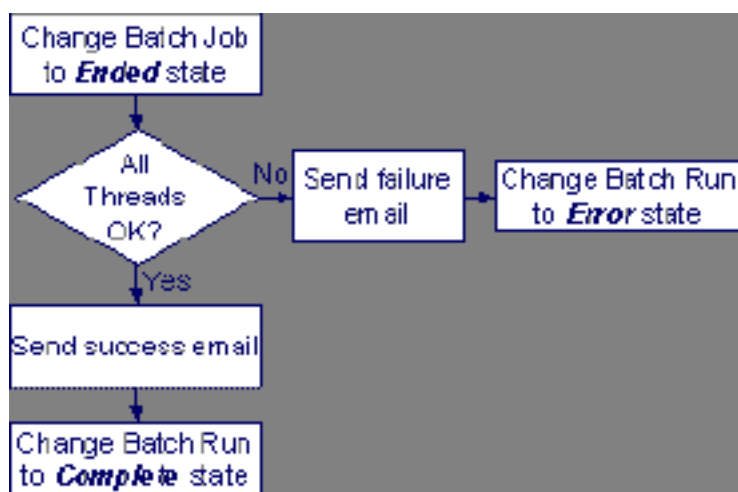 Change Batch Job
to Ended state
All
Threads
OK?
No
Send failure
email
Change Batch Run
to Error state
Yes
Send success email
Change Batch Run
to Complete state